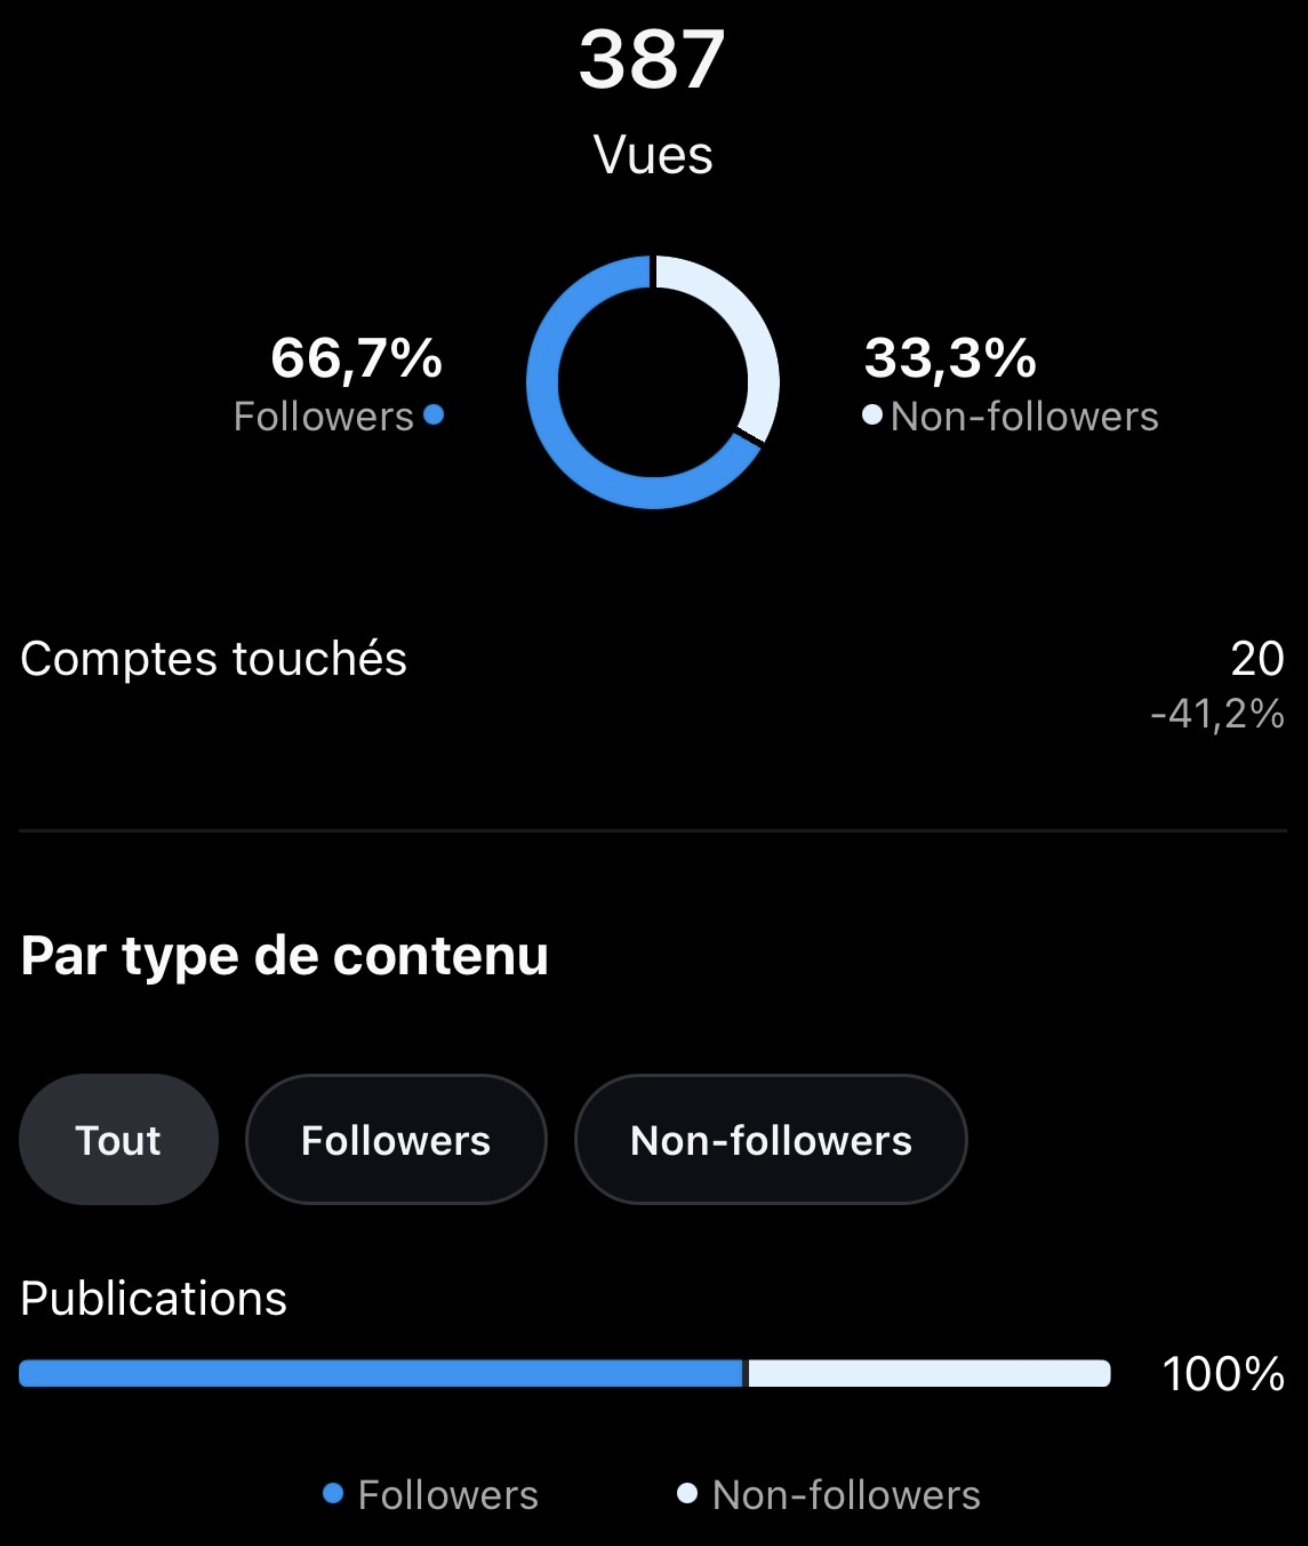 387
Vues
66,7%
Followers
33,3%
Non-followers
Comptes touchés
20
-41,2%
Par type de contenu
Tout
Followers
Non-followers
Publications
100%
Followers
Non-followers